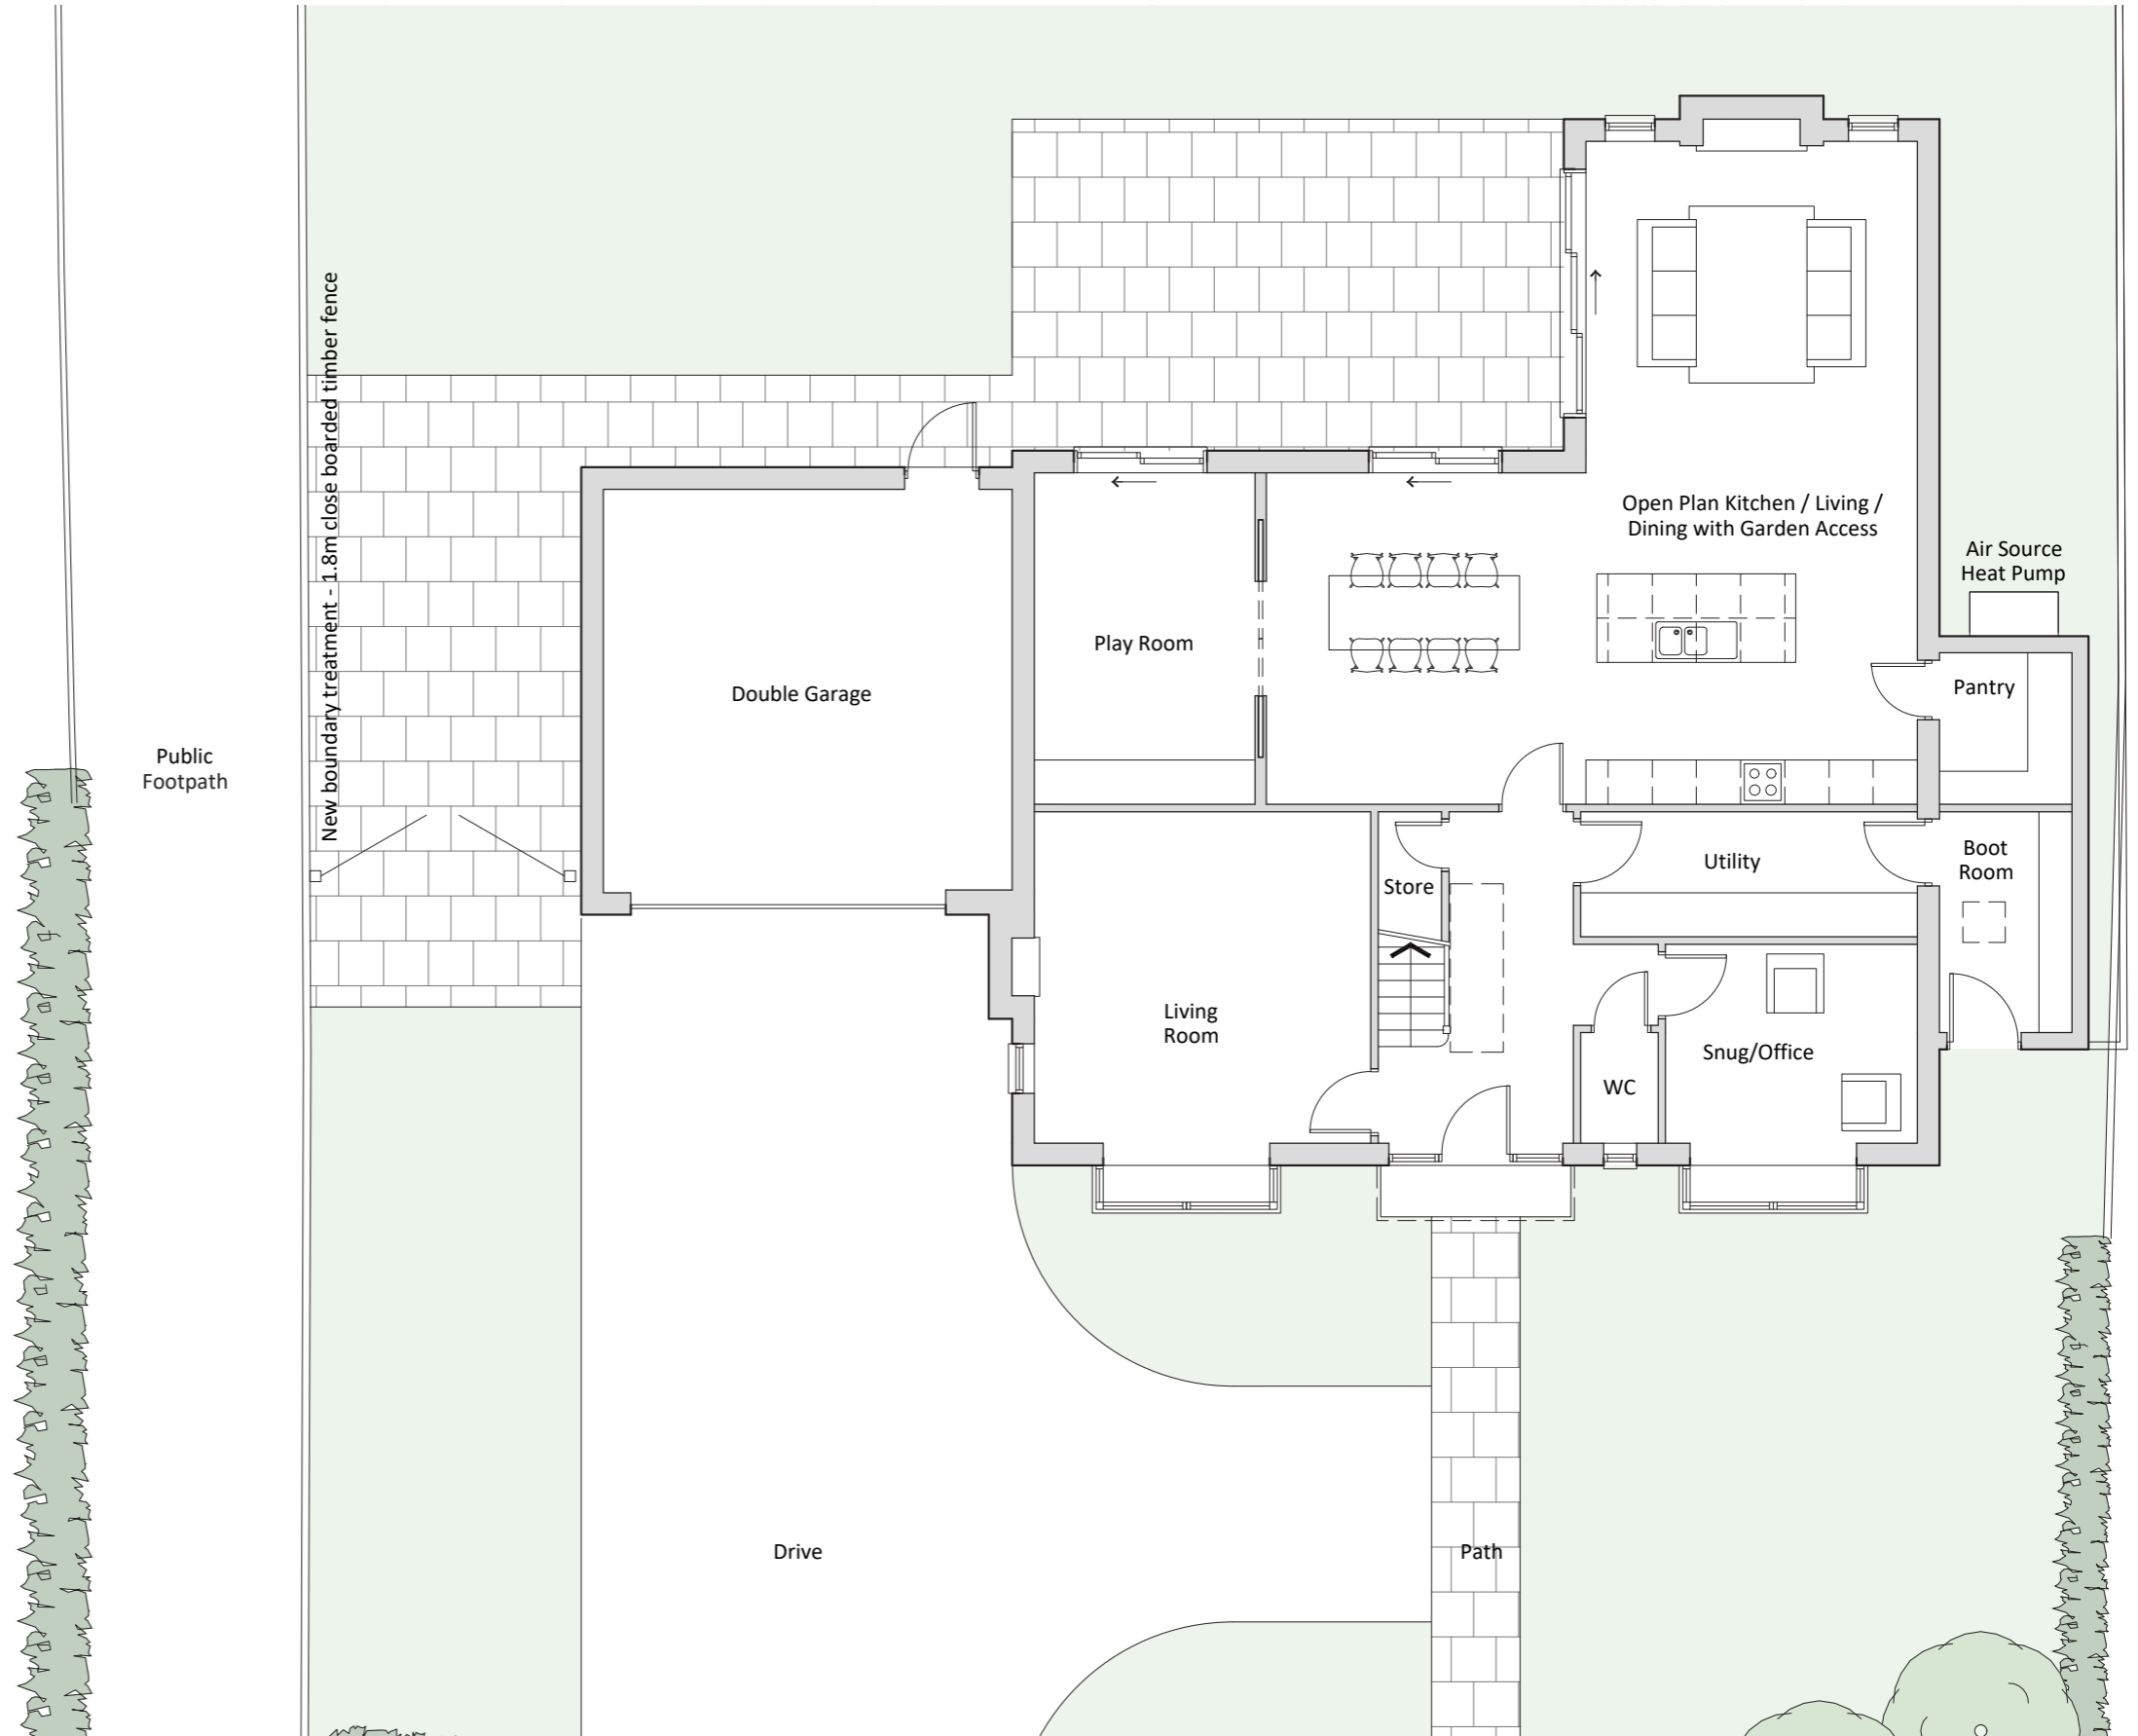 New boundary treatment - 1.8m close boarded timber fence
Open Plan Kitchen / Living /
Dining with Garden Access
Air Source
Heat Pump
Play Room
Double Garage
Pantry
Public
Footpath
Boot
Room
Utility
Store
Living
Room
Snug/Office
WC
Drive
Path